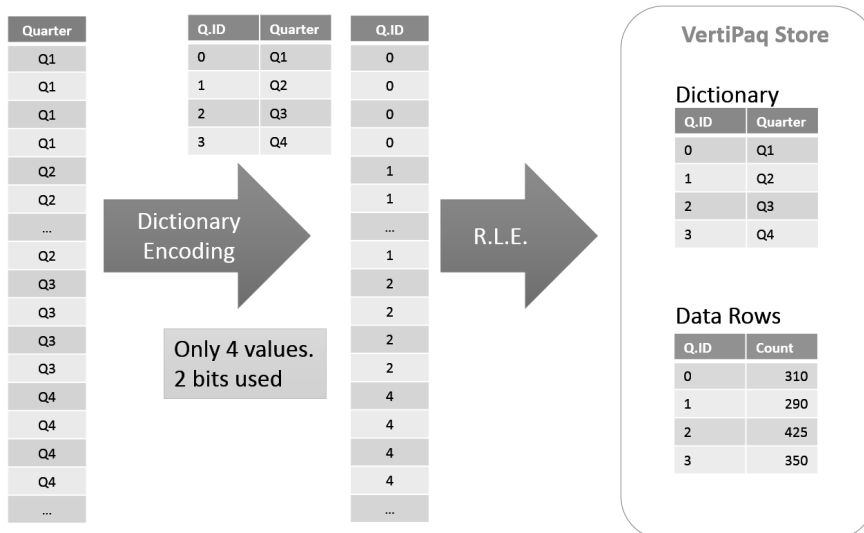 Quarter
Q1
Q1
Q1
Q1
Q2
Q2
...
Q2
Q3
Q3
Q3
Q3
Q4
Q4
Q4
Q4
...
Q.ID Quarter
0 Q1
1 Q2
2 Q3
3 Q4
Dictionary
Encoding
Only 4 values.
2 bits used
Q.ID
0
0
0
0
1
1
...
1
2
2
2
2
4
4
4
4
...
R.L.E.
VertiPaq Store
Dictionary
Q.ID Quarter
0 Q1
1 Q2
2 Q3
3 Q4
Data Rows
Q.ID Count
0 310
1 290
2 425
3 350